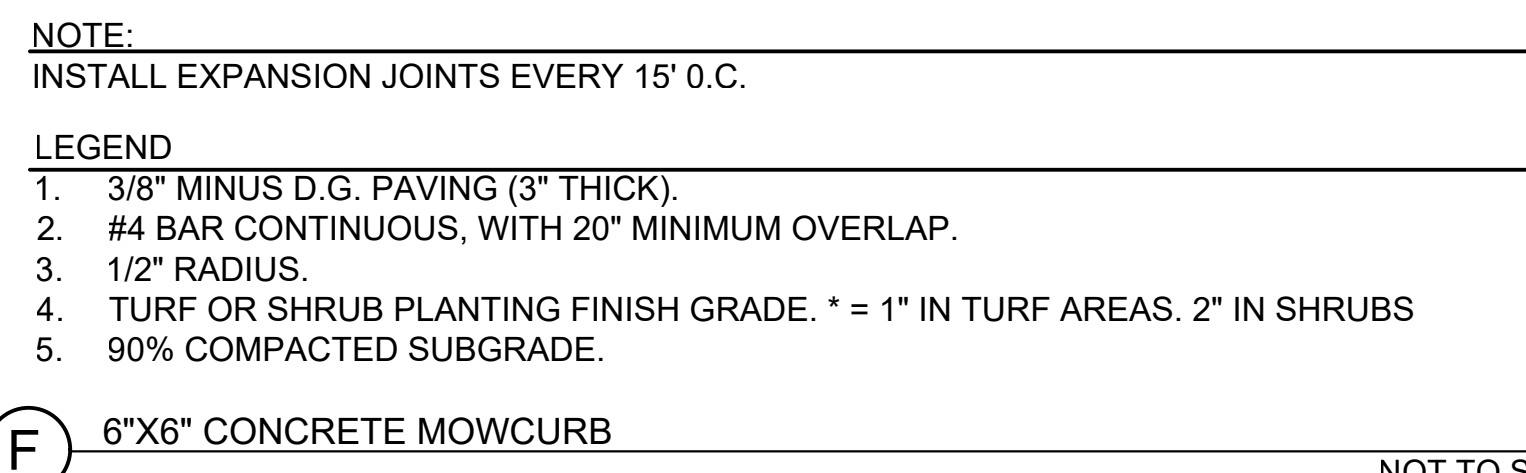 NOTE:
INSTALL EXPANSION JOINTS EVERY 15' 0.C.
LEGEND
1. 3/8" MINUS D.G. PAVING (3" THICK).
2. #4 BAR CONTINUOUS, WITH 20" MINIMUM OVERLAP.
3. 1/2" RADIUS.
4. TURF OR SHRUB PLANTING FINISH GRADE. * = 1" IN TURF AREAS. 2" IN SHRUBS
5. 90% COMPACTED SUBGRADE.
F 6"X6" CONCRETE MOWCURB
NOT TO